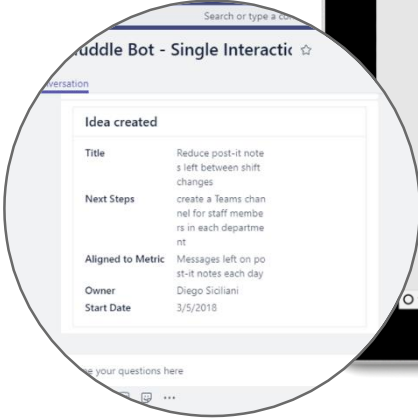 Search or type a co
uddle Bot - Single Interactic
versation
Idea created
Title
Reduce post-it note
s left between shift
changes
Next Steps
create a Teams chan
nel for staff membe
rs in each departme
nt
Aligned to Metric
Messages left on po
st-it notes each day
Owner
Diego Siciliani
Start Date
3/5/2018
pe your questions here